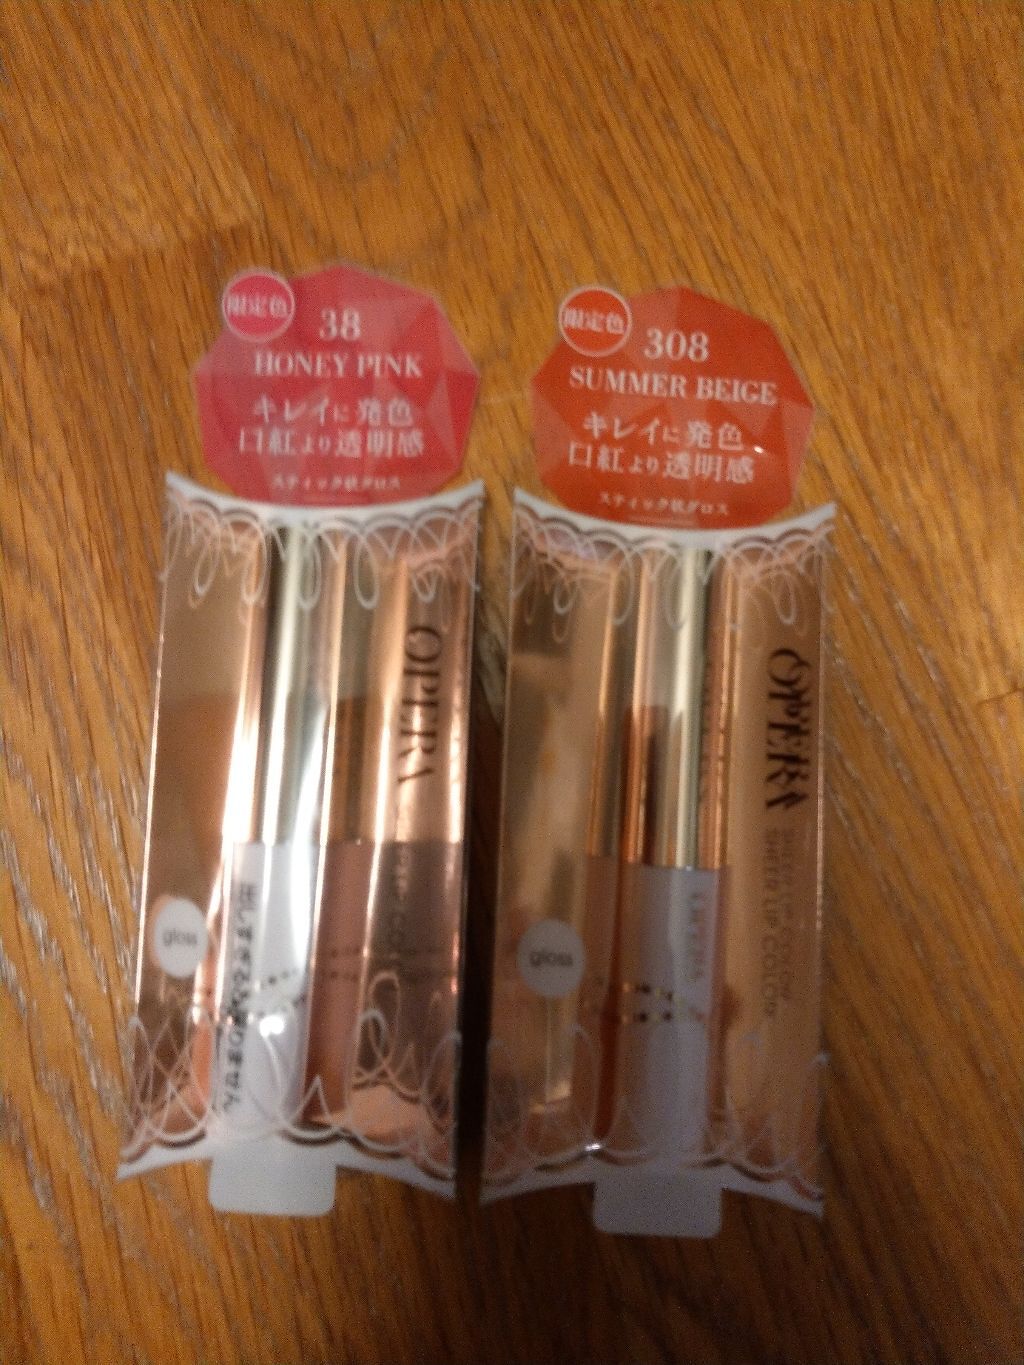 限定色
38
HONEY PINK
キレイに発色
口紅より透明感
スティック状グロス
OPERA
gloss
限定色
308
SUMMER BEIGE
キレイに発色
口紅より透明感
スティック状グロス
OPERA
SHEER LIP COLOR
gloss